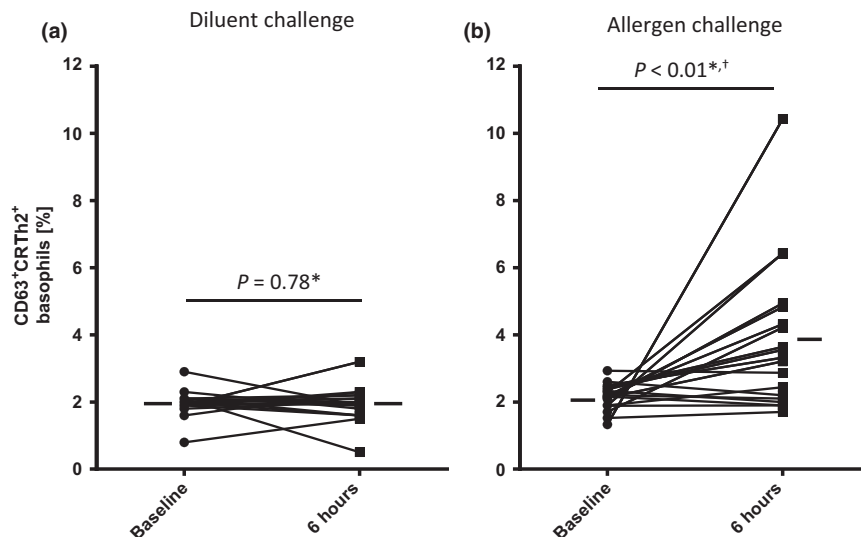 (a)
Diluent challenge
12
10
8
6
4
2
0
CD63⁺CRTh2⁺
basophils [%]
P = 0.78*
Baseline
6 hours
(b)
Allergen challenge
12
10
8
6
4
2
0
P < 0.01*,†
Baseline
6 hours